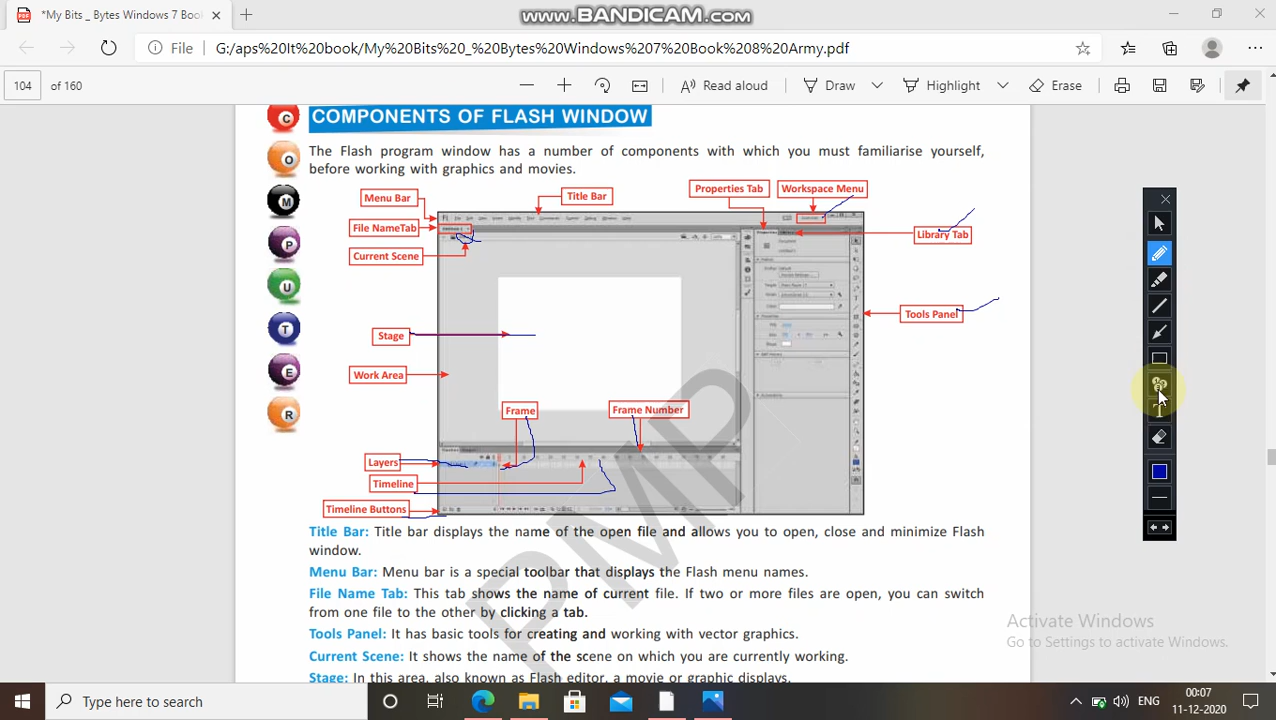 *My Bits _ Bytes Windows 7 Boo
www.BANDICAM.com
File
G:/aps%20It%20book/My%20Bits%20_%20Bytes%20Windows%207%20Book%208%20Army.pdf
104 of 160
Read aloud
Draw
Highlight
Erase
COMPUTER
COMPONENTS OF FLASH WINDOW
The Flash program window has a number of components with which you must familiarise yourself,
before working with graphics and movies.
Menu Bar
Title Bar
Properties Tab
Workspace Menu
File NameTab
Library Tab
Current Scene
Tools Panel
Stage
Work Area
Frame
Frame Number
Layers
Timeline
Timeline Buttons
PMP
Title Bar: Title bar displays the name of the open file and allows you to open, close and minimize Flash
window.
Menu Bar: Menu bar is a special toolbar that displays the Flash menu names.
File Name Tab: This tab shows the name of current file. If two or more files are open, you can switch
from one file to the other by clicking a tab.
Tools Panel: It has basic tools for creating and working with vector graphics.
Current Scene: It shows the name of the scene on which you are currently working.
Stage: In this area, also known as Flash editor, a movie or graphic displays.
Activate Windows
Go to Settings to activate Windows.
Type here to search
ENG
00:07
11-12-2020